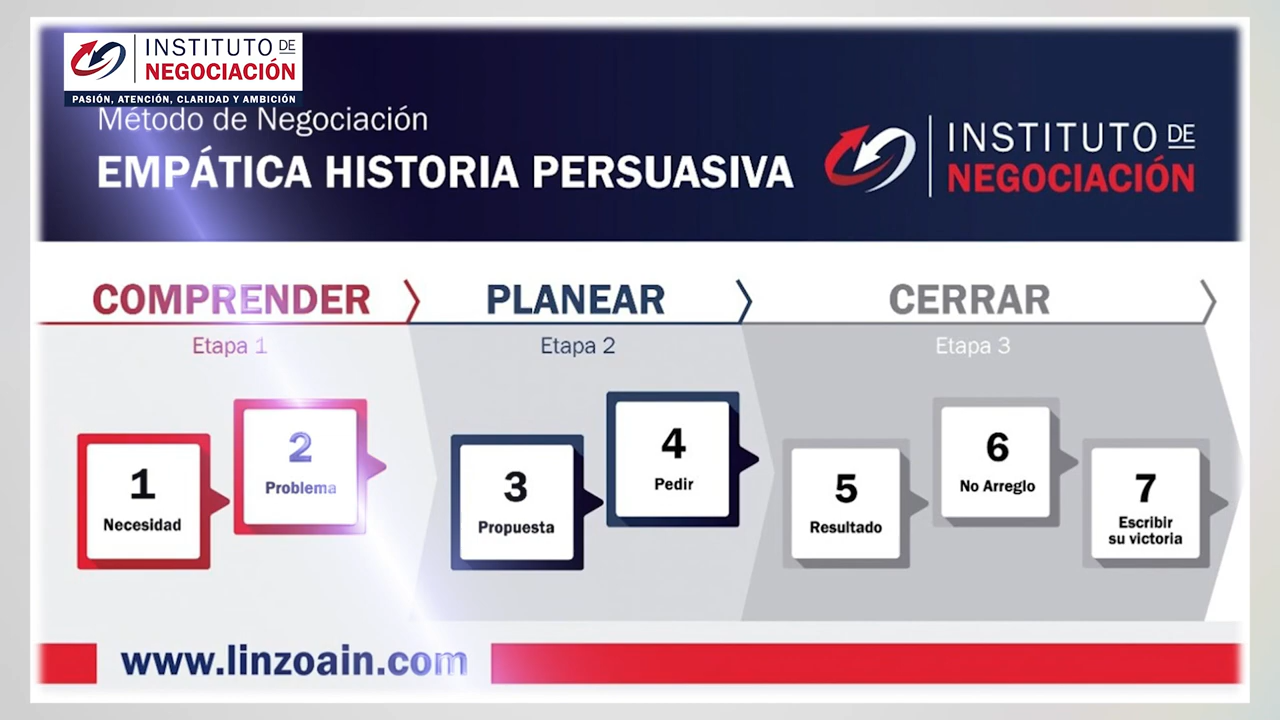 INSTITUTO DE
NEGOCIACIÓN
PASIÓN, ATENCIÓN, CLARIDAD Y AMBICIÓN
Método de Negociación
EMPÁTICA HISTORIA PERSUASIVA
INSTITUTO DE
NEGOCIACIÓN
COMPRENDER
Etapa 1
1
Necesidad
2
Problema
PLANEAR
Etapa 2
3
Propuesta
4
Pedir
CERRAR
Etapa 3
5
Resultado
6
No Arreglo
7
Escribir
su victoria
www.linzoain.com